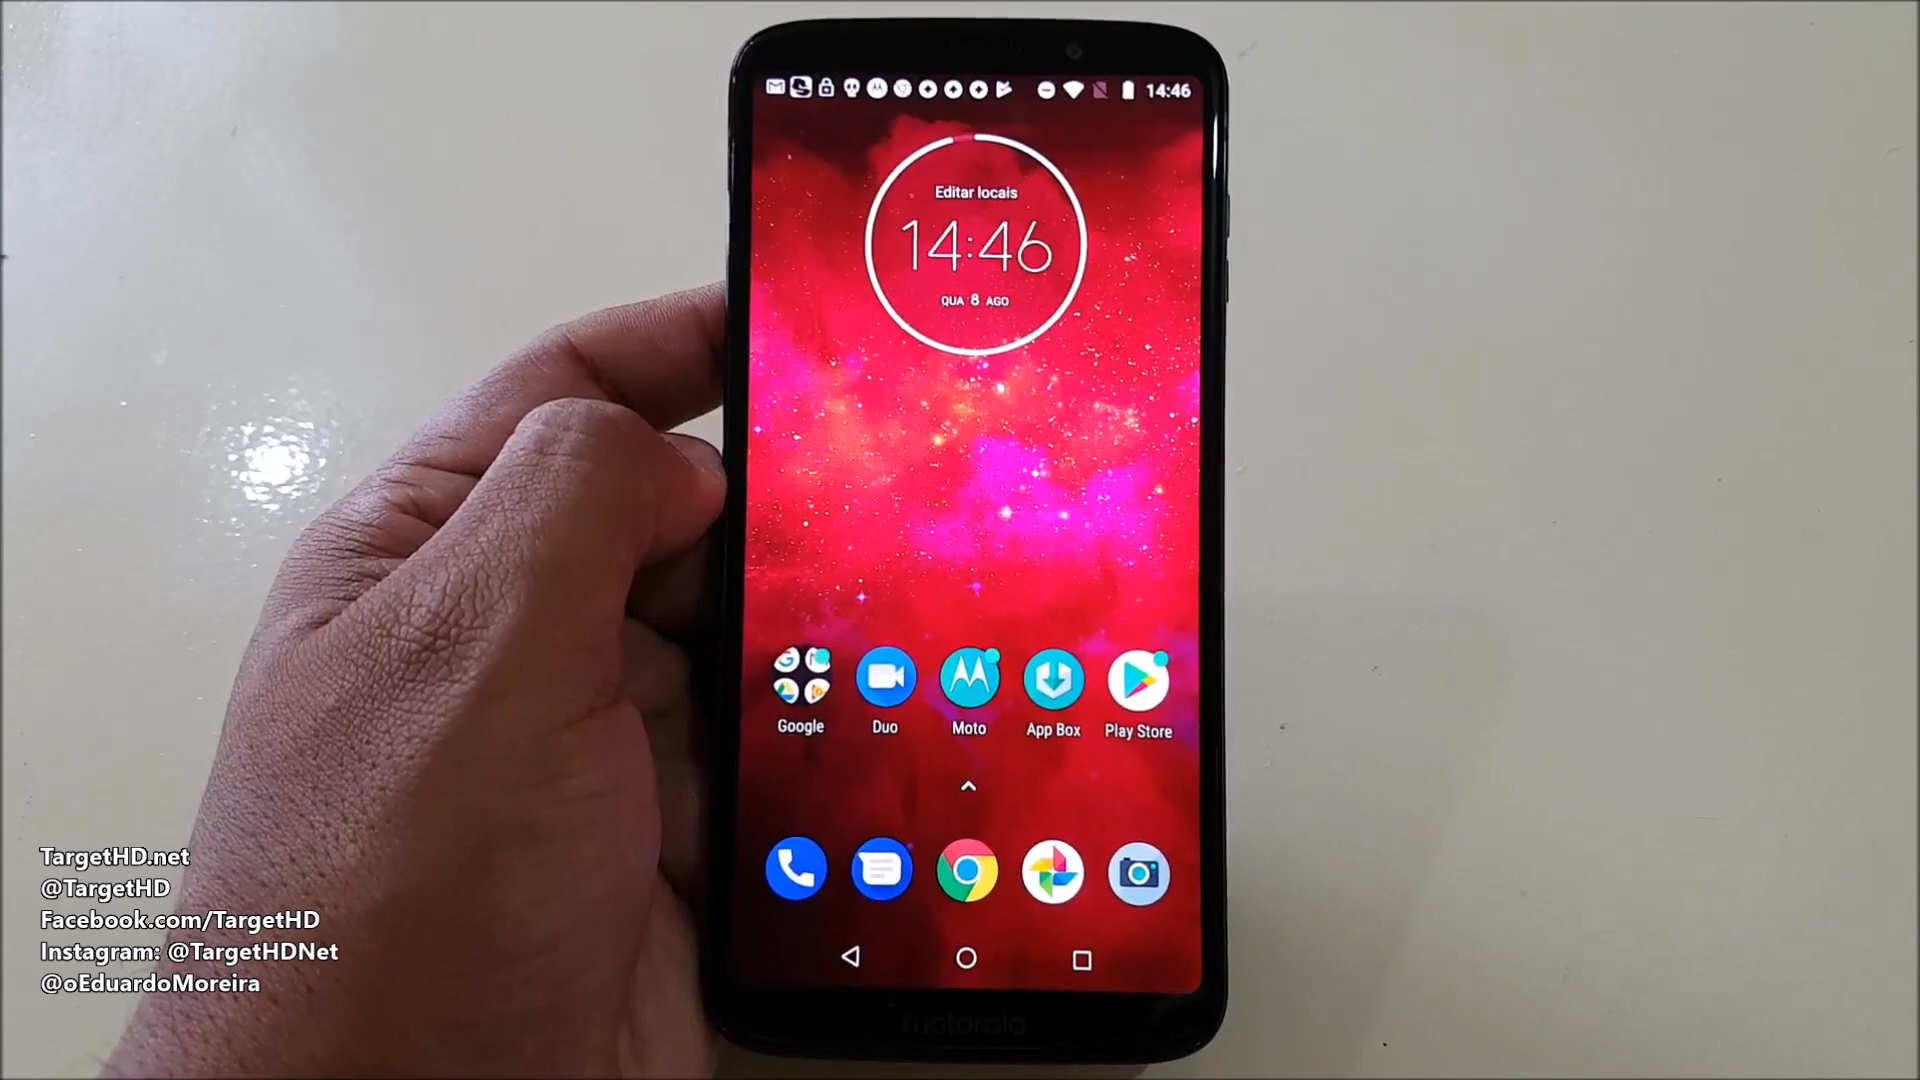 14:46
Editar locais
14:46
QUA 8 AGO
Google
Duo
Moto
App Box
Play Store
motorola
TargetHD.net
@TargetHD
Facebook.com/TargetHD
Instagram: @TargetHDNet
@oEduardoMoreira